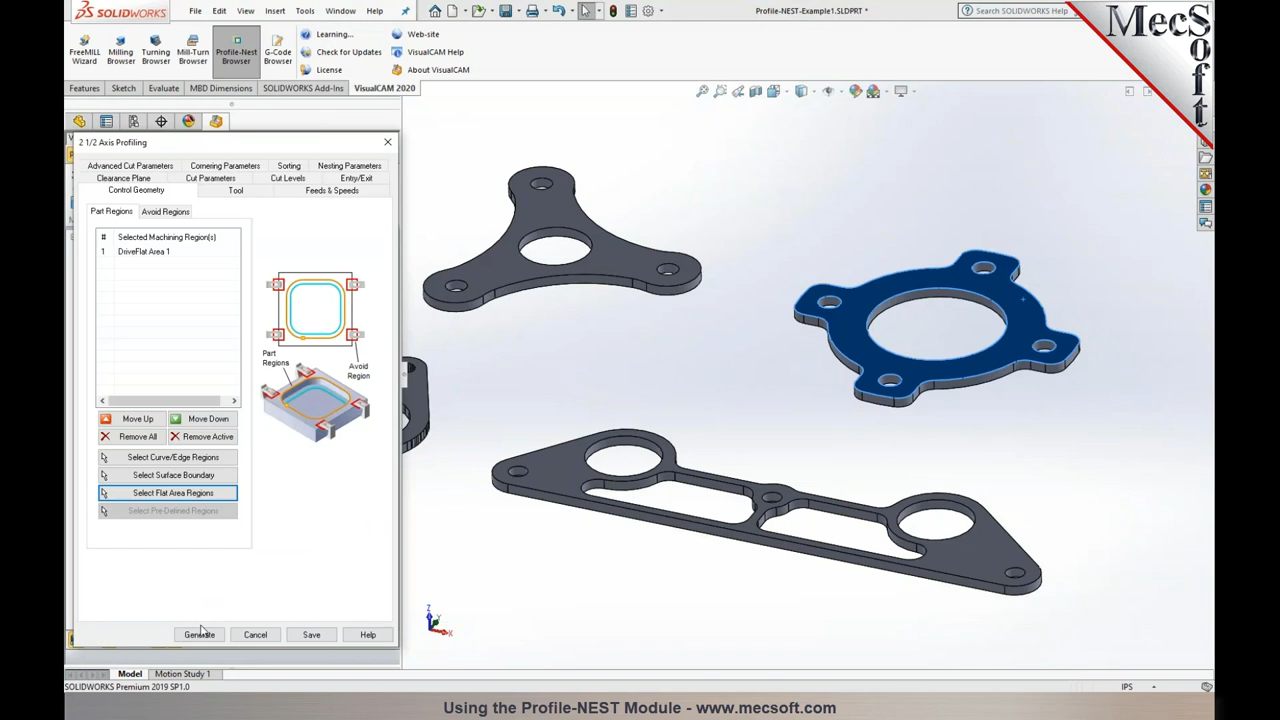 SOLIDWORKS
File
Edit
View
Insert
Tools
Window
Help
Profile-NEST-Example1.SLDPRT *
Search SOLIDWORKS Help
MecSoft
FreeMILL Wizard
Milling Browser
Turning Browser
Mill-Turn Browser
Profile-Nest Browser
G-Code Browser
Learning...
Check for Updates
License
Web-site
VisualCAM Help
About VisualCAM
Features
Sketch
Evaluate
MBD Dimensions
SOLIDWORKS Add-Ins
VisualCAM 2020
2 1/2 Axis Profiling
Advanced Cut Parameters
Cornering Parameters
Sorting
Nesting Parameters
Clearance Plane
Cut Parameters
Cut Levels
Entry/Exit
Control Geometry
Tool
Feeds & Speeds
Part Regions
Avoid Regions
# Selected Machining Region(s)
1 DriveFlat Area 1
Part Regions
Avoid Region
Move Up
Move Down
Remove All
Remove Active
Select Curve/Edge Regions
Select Surface Boundary
Select Flat Area Regions
Select Pre-Defined Regions
Generate
Cancel
Save
Help
Z
Y
X
Model
Motion Study 1
SOLIDWORKS Premium 2019 SP1.0
IPS
Using the Profile-NEST Module - www.mecsoft.com